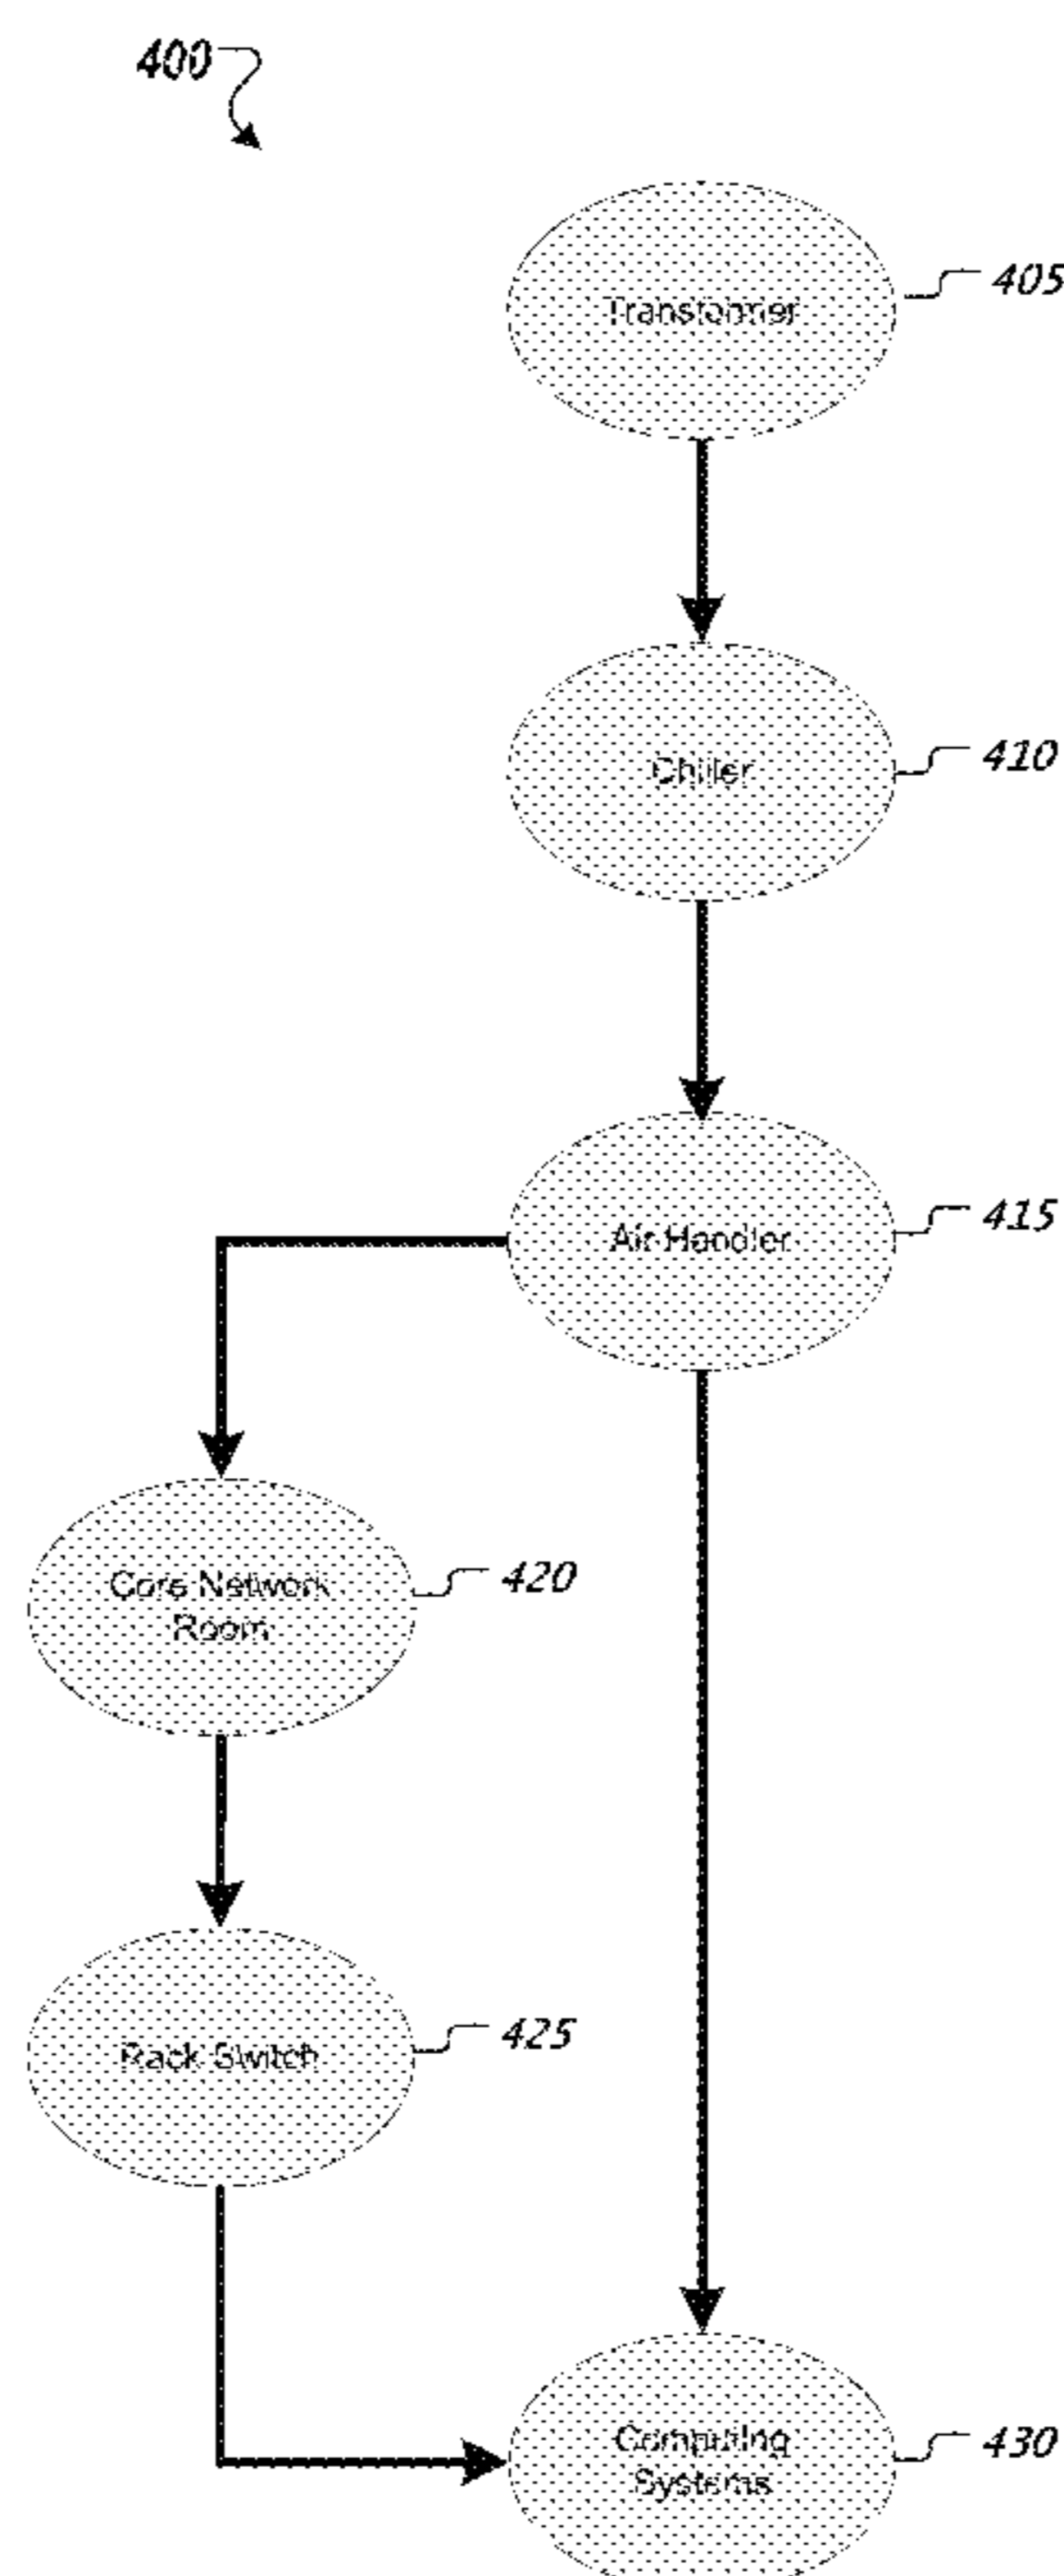 400
Transformer
405
Chiller
410
Air Handler
415
Core Network
Room
420
Rack Switch
425
Computing
Systems
430